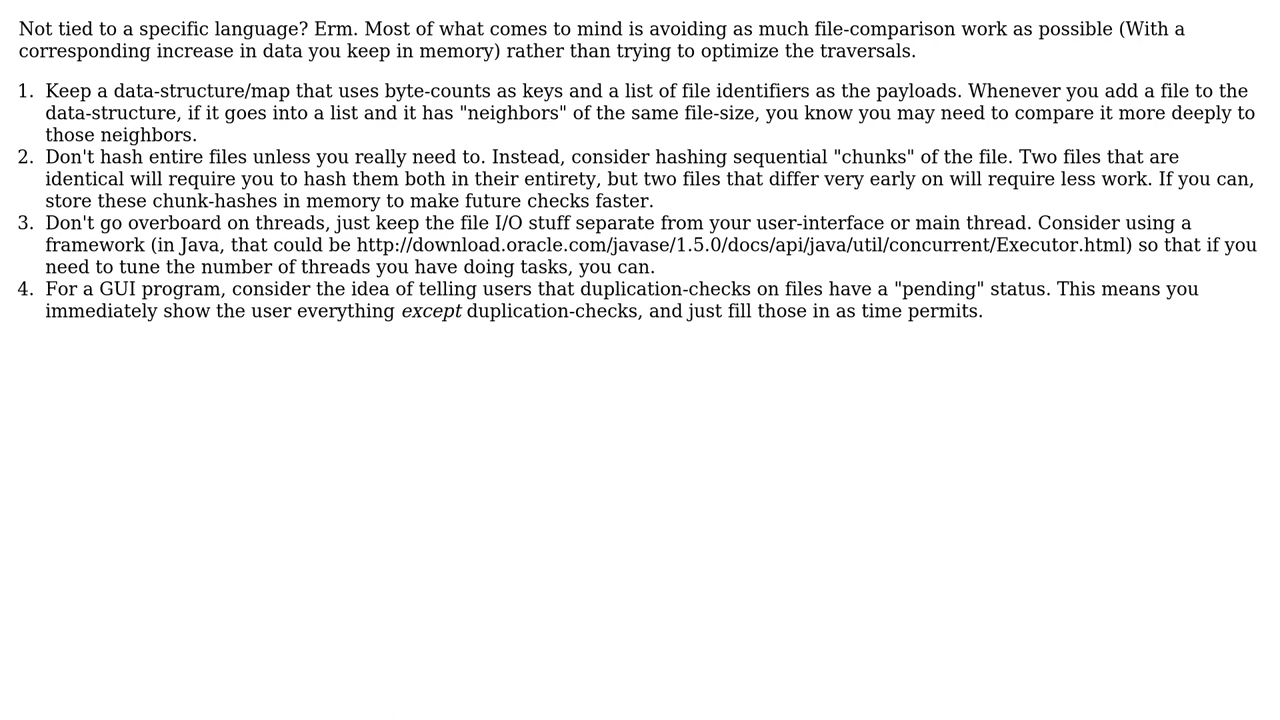 Not tied to a specific language? Erm. Most of what comes to mind is avoiding as much file-comparison work as possible (With a
corresponding increase in data you keep in memory) rather than trying to optimize the traversals.
1. Keep a data-structure/map that uses byte-counts as keys and a list of file identifiers as the payloads. Whenever you add a file to the
data-structure, if it goes into a list and it has "neighbors" of the same file-size, you know you may need to compare it more deeply to
those neighbors.
2. Don't hash entire files unless you really need to. Instead, consider hashing sequential "chunks" of the file. Two files that are
identical will require you to hash them both in their entirety, but two files that differ very early on will require less work. If you can,
store these chunk-hashes in memory to make future checks faster.
3. Don't go overboard on threads, just keep the file I/O stuff separate from your user-interface or main thread. Consider using a
framework (in Java, that could be http://download.oracle.com/javase/1.5.0/docs/api/java/util/concurrent/Executor.html) so that if you
need to tune the number of threads you have doing tasks, you can.
4. For a GUI program, consider the idea of telling users that duplication-checks on files have a "pending" status. This means you
immediately show the user everything except duplication-checks, and just fill those in as time permits.